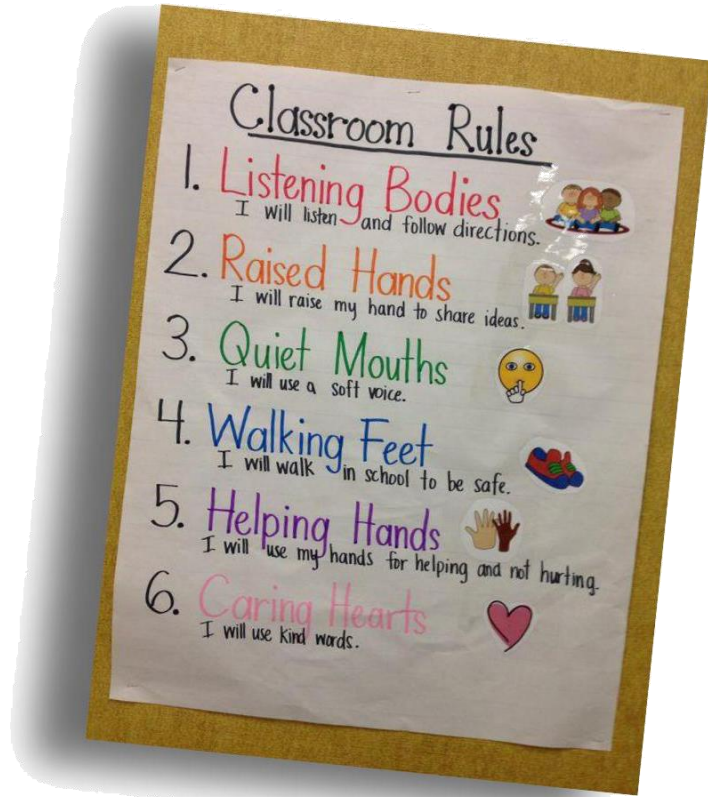 Classroom Rules
1. Listening Bodies
I will listen and follow directions.
2. Raised Hands
I will raise my hand to share ideas.
3. Quiet Mouths
I will use a soft voice.
4. Walking Feet
I will walk in school to be safe.
5. Helping Hands
I will use my hands for helping and not hurting.
6. Caring Hearts
I will use kind words.